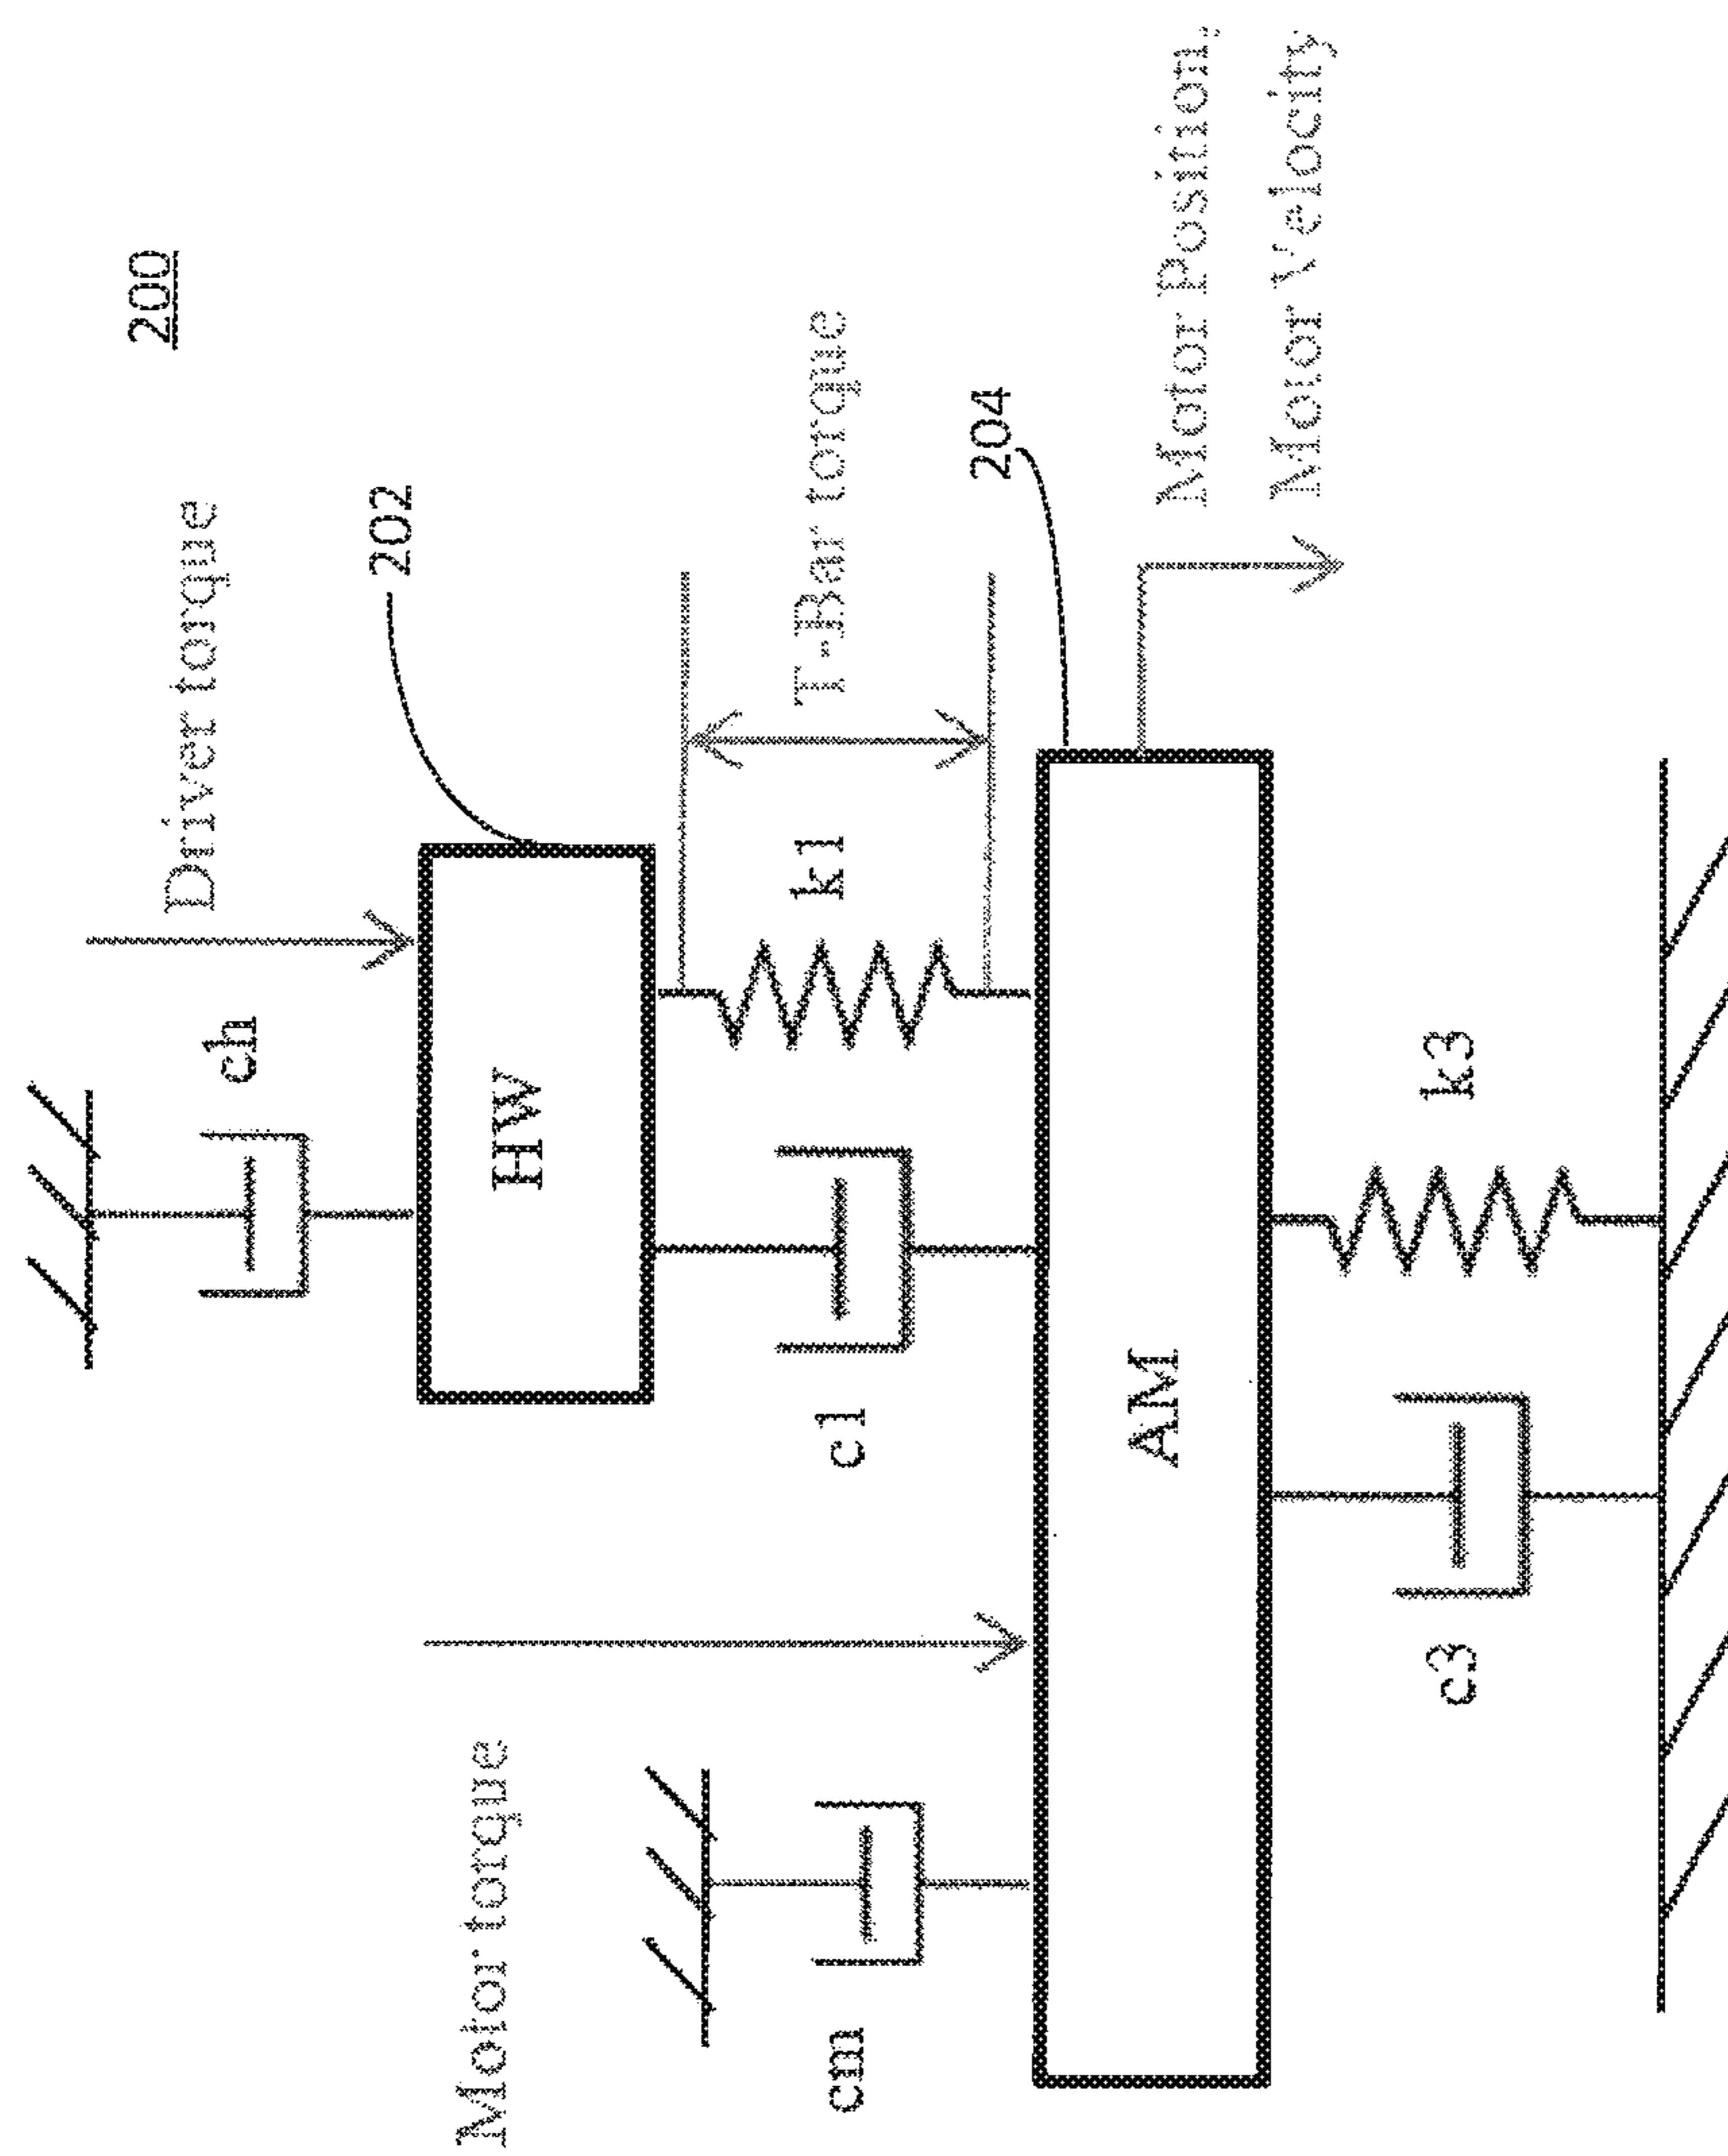 200
Driver torque
ch
202
HW
Motor torque
T-Bar torque
k1
c1
cm
204
AM
Motor Position,
Motor Velocity
k3
c3